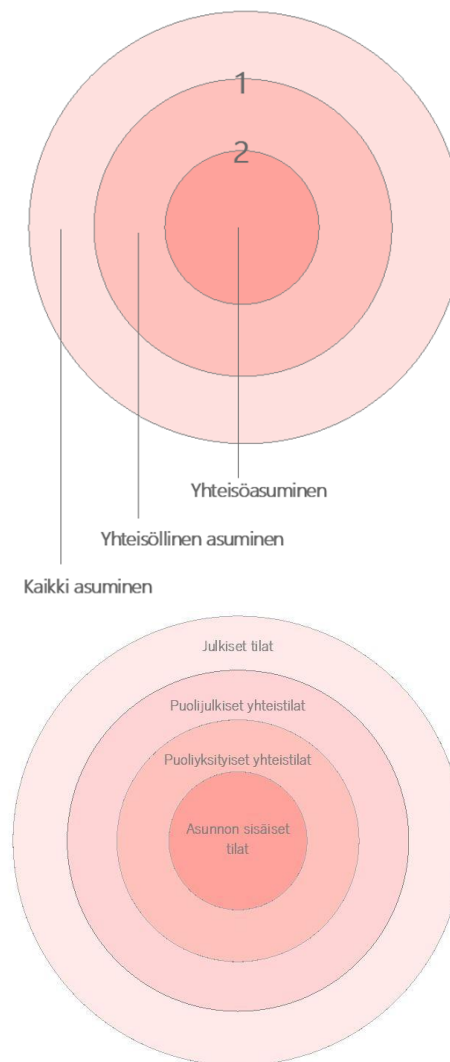 1
2
Yhteisöasuminen
Yhteisöllinen asuminen
Kaikki asuminen
Julkiset tilat
Puolijulkiset yhteistilat
Puoliyksityiset yhteistilat
Asunnon sisäiset
tilat